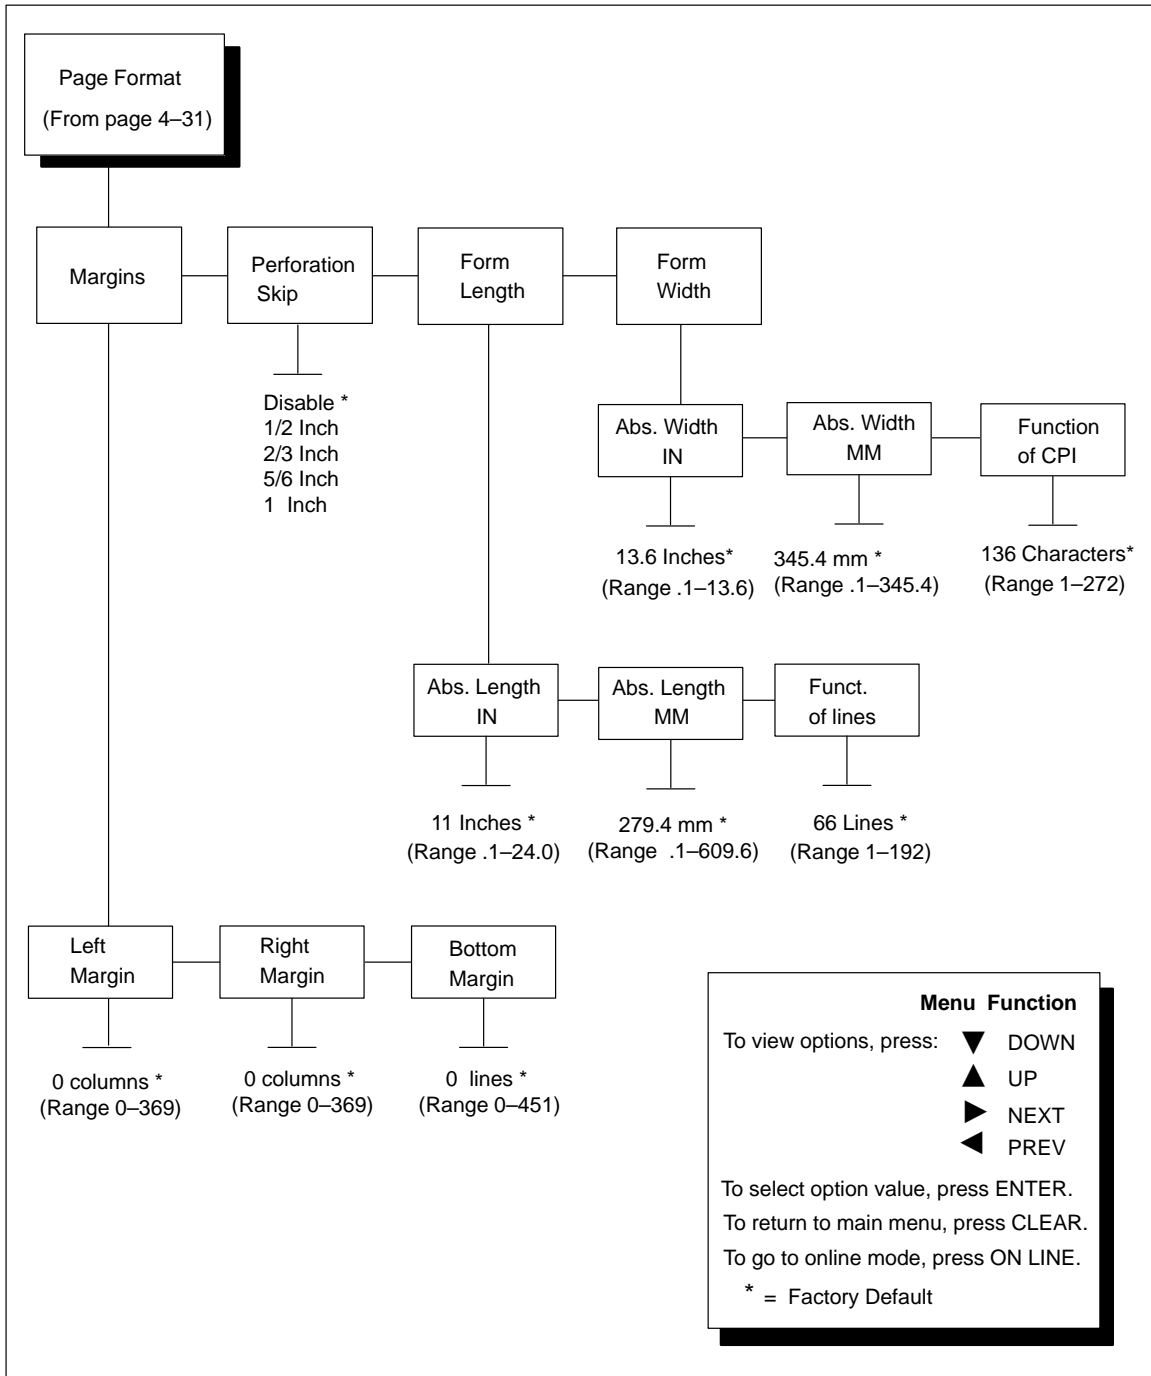 Page Format
(From page 4–31)
Margins
Perforation
Skip
Form
Length
Form
Width
Disable *
1/2 Inch
2/3 Inch
5/6 Inch
1 Inch
Abs. Width
IN
Abs. Width
MM
Function
of CPI
13.6 Inches*
(Range .1–13.6)
345.4 mm *
(Range .1–345.4)
136 Characters*
(Range 1–272)
Abs. Length
IN
Abs. Length
MM
Funct.
of lines
11 Inches *
(Range .1–24.0)
279.4 mm *
(Range .1–609.6)
66 Lines *
(Range 1–192)
Left
Margin
Right
Margin
Bottom
Margin
0 columns *
(Range 0–369)
0 columns *
(Range 0–369)
0 lines *
(Range 0–451)
Menu Function
To view options, press: ▼ DOWN
▲ UP
► NEXT
◄ PREV
To select option value, press ENTER.
To return to main menu, press CLEAR.
To go to online mode, press ON LINE.
* = Factory Default